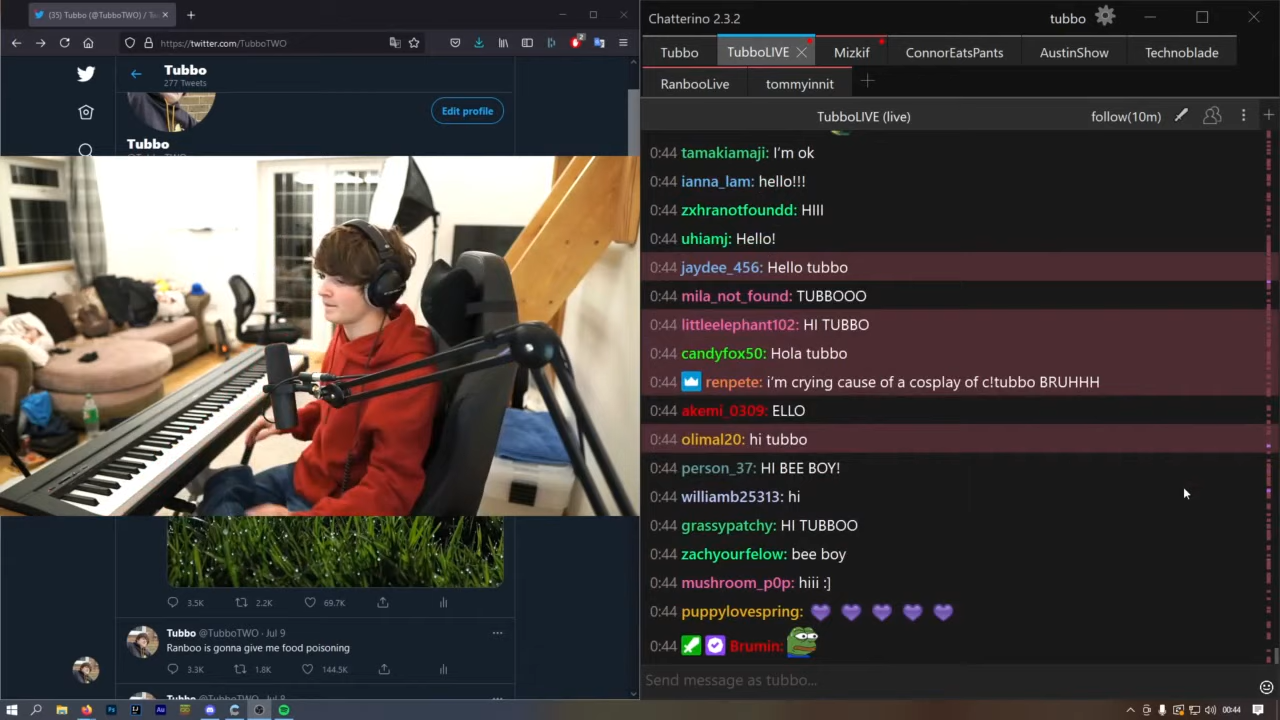 (35) Tubbo (@TubboTWO) / Tw
https://twitter.com/TubboTWO
2
Tubbo
277 Tweets
Edit profile
Tubbo
3.5K 2.2K 69.7K
Tubbo @TubboTWO · Jul 9
Ranboo is gonna give me food poisoning
3.3K 1.8K 144.5K
Tubbo @TubboTWO · Jul 8
Chatterino 2.3.2
tubbo
Tubbo TubboLIVE Mizkif ConnorEatsPants AustinShow Technoblade
RanbooLive tommyinnit
TubboLIVE (live) follow(10m)
0:44 tamakiamaji: I'm ok
0:44 ianna_lam: hello!!!
0:44 zxhranotfoundd: HIII
0:44 uhiamj: Hello!
0:44 jaydee_456: Hello tubbo
0:44 mila_not_found: TUBBOOO
0:44 littleelephant102: HI TUBBO
0:44 candyfox50: Hola tubbo
0:44 renpete: i'm crying cause of a cosplay of c!tubbo BRUHHH
0:44 akemi_0309: ELLO
0:44 olimal20: hi tubbo
0:44 person_37: HI BEE BOY!
0:44 williamb25313: hi
0:44 grassypatchy: HI TUBBOO
0:44 zachyourfelow: bee boy
0:44 mushroom_p0p: hiii :]
0:44 puppylovespring: 💜 💜 💜 💜 💜
0:44 Brumin:
Send message as tubbo...
Ps Au
00:44